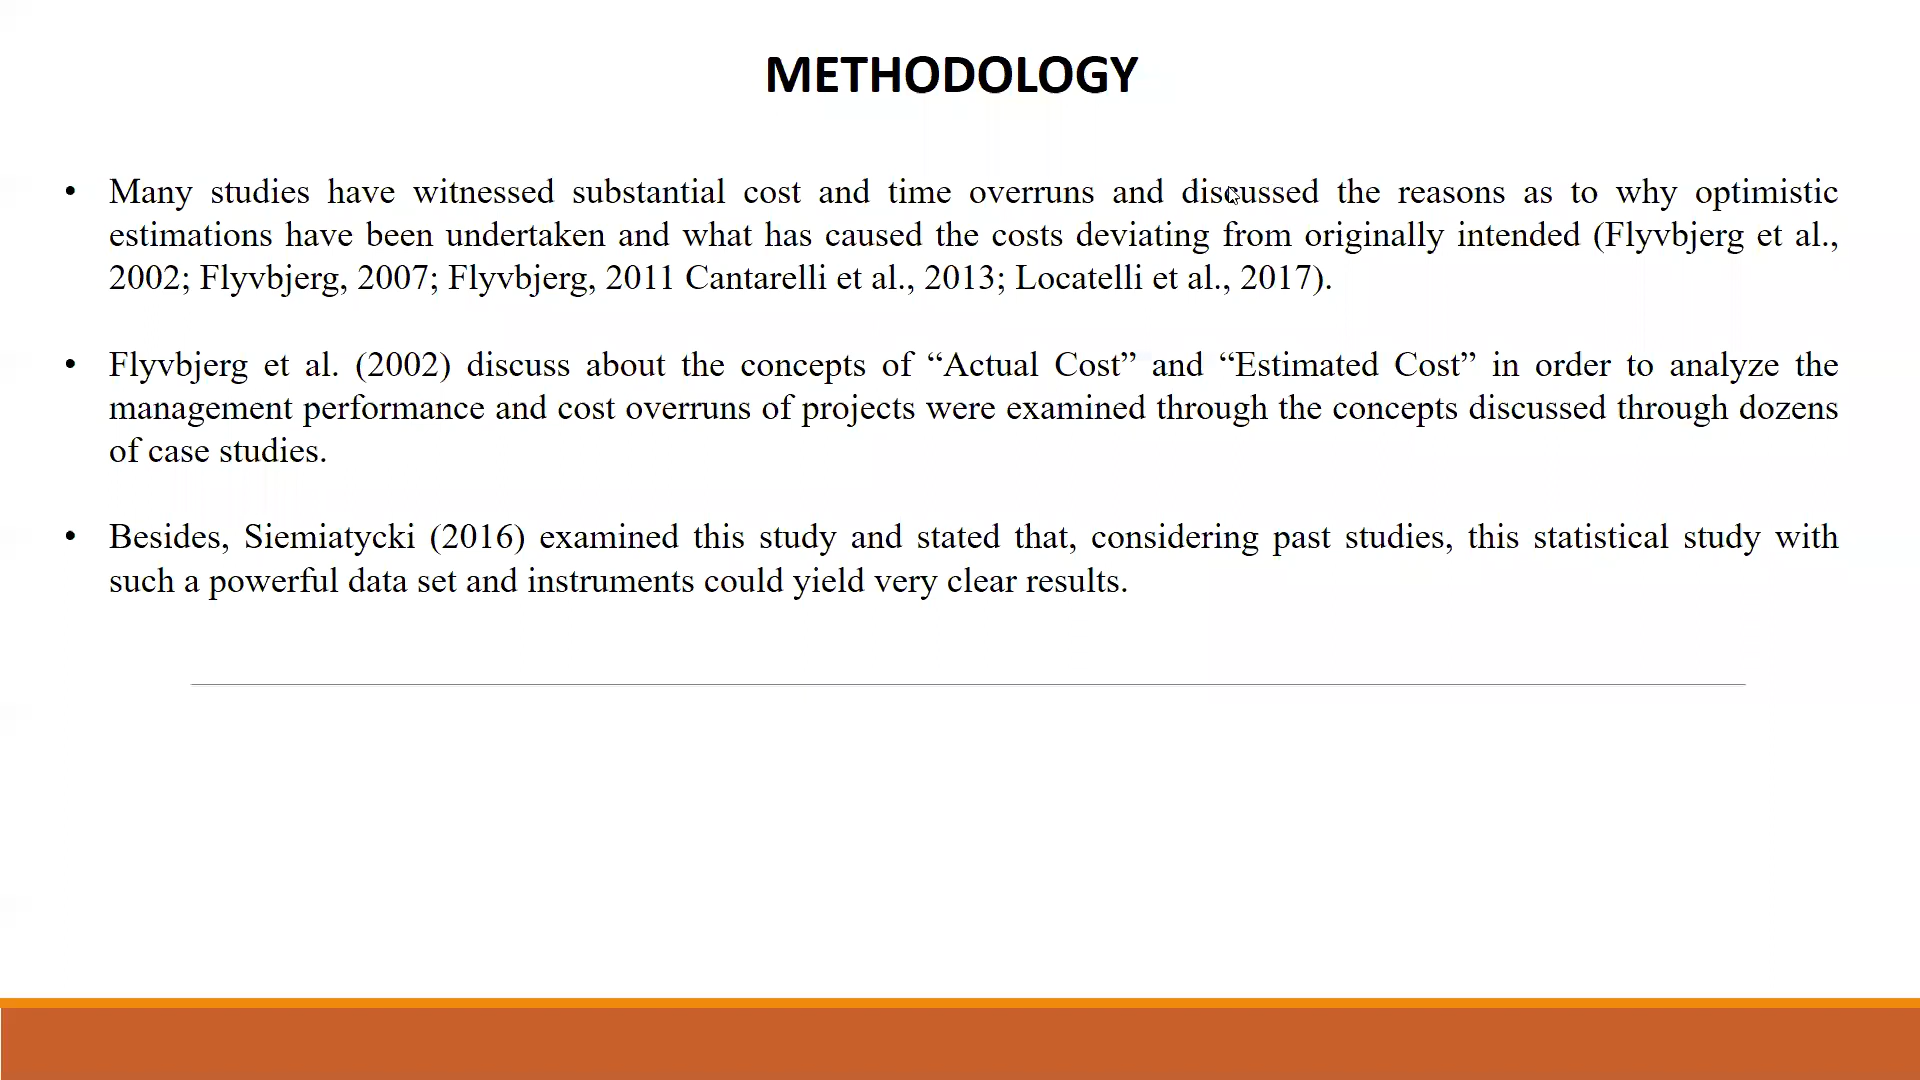 METHODOLOGY
• Many studies have witnessed substantial cost and time overruns and discussed the reasons as to why optimistic
estimations have been undertaken and what has caused the costs deviating from originally intended (Flyvbjerg et al.,
2002; Flyvbjerg, 2007; Flyvbjerg, 2011 Cantarelli et al., 2013; Locatelli et al., 2017).
• Flyvbjerg et al. (2002) discuss about the concepts of “Actual Cost” and “Estimated Cost” in order to analyze the
management performance and cost overruns of projects were examined through the concepts discussed through dozens
of case studies.
• Besides, Siemiatycki (2016) examined this study and stated that, considering past studies, this statistical study with
such a powerful data set and instruments could yield very clear results.